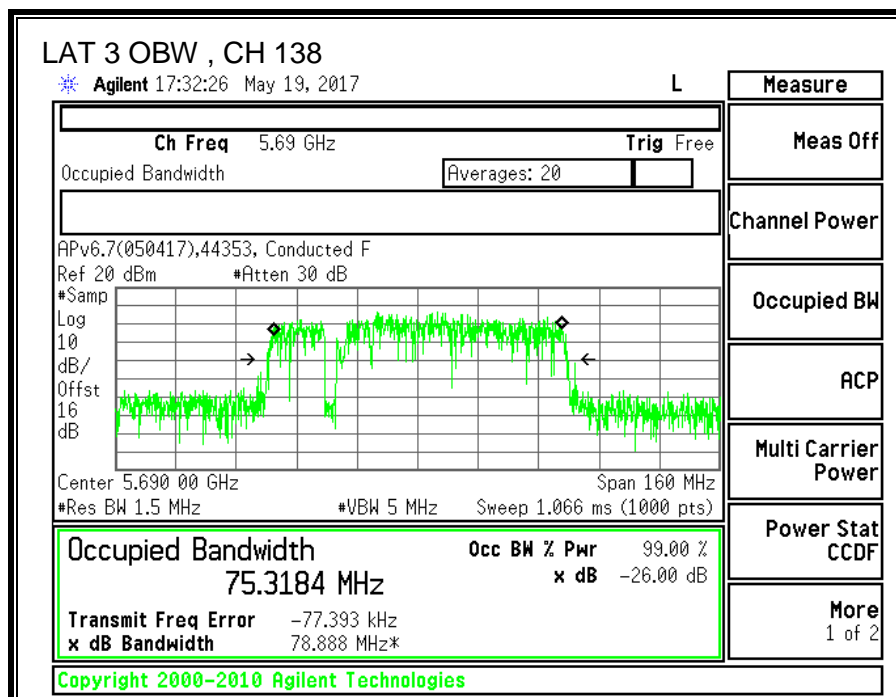 LAT 3 OBW , CH 138
Agilent 17:32:26 May 19, 2017 L
Measure
Ch Freq 5.69 GHz Trig Free
Meas Off
Occupied Bandwidth Averages: 20
Channel Power
APv6.7(050417),44353, Conducted F
Ref 20 dBm #Atten 30 dB
#Samp
Log
10
dB/
Offst
16
dB
Occupied BW
ACP
Center 5.690 00 GHz Span 160 MHz
#Res BW 1.5 MHz #VBW 5 MHz Sweep 1.066 ms (1000 pts)
Multi Carrier
Power
Occupied Bandwidth Occ BW % Pwr 99.00 %
75.3184 MHz x dB -26.00 dB
Power Stat
CCDF
Transmit Freq Error -77.393 kHz
x dB Bandwidth 78.888 MHz*
More
1 of 2
Copyright 2000-2010 Agilent Technologies